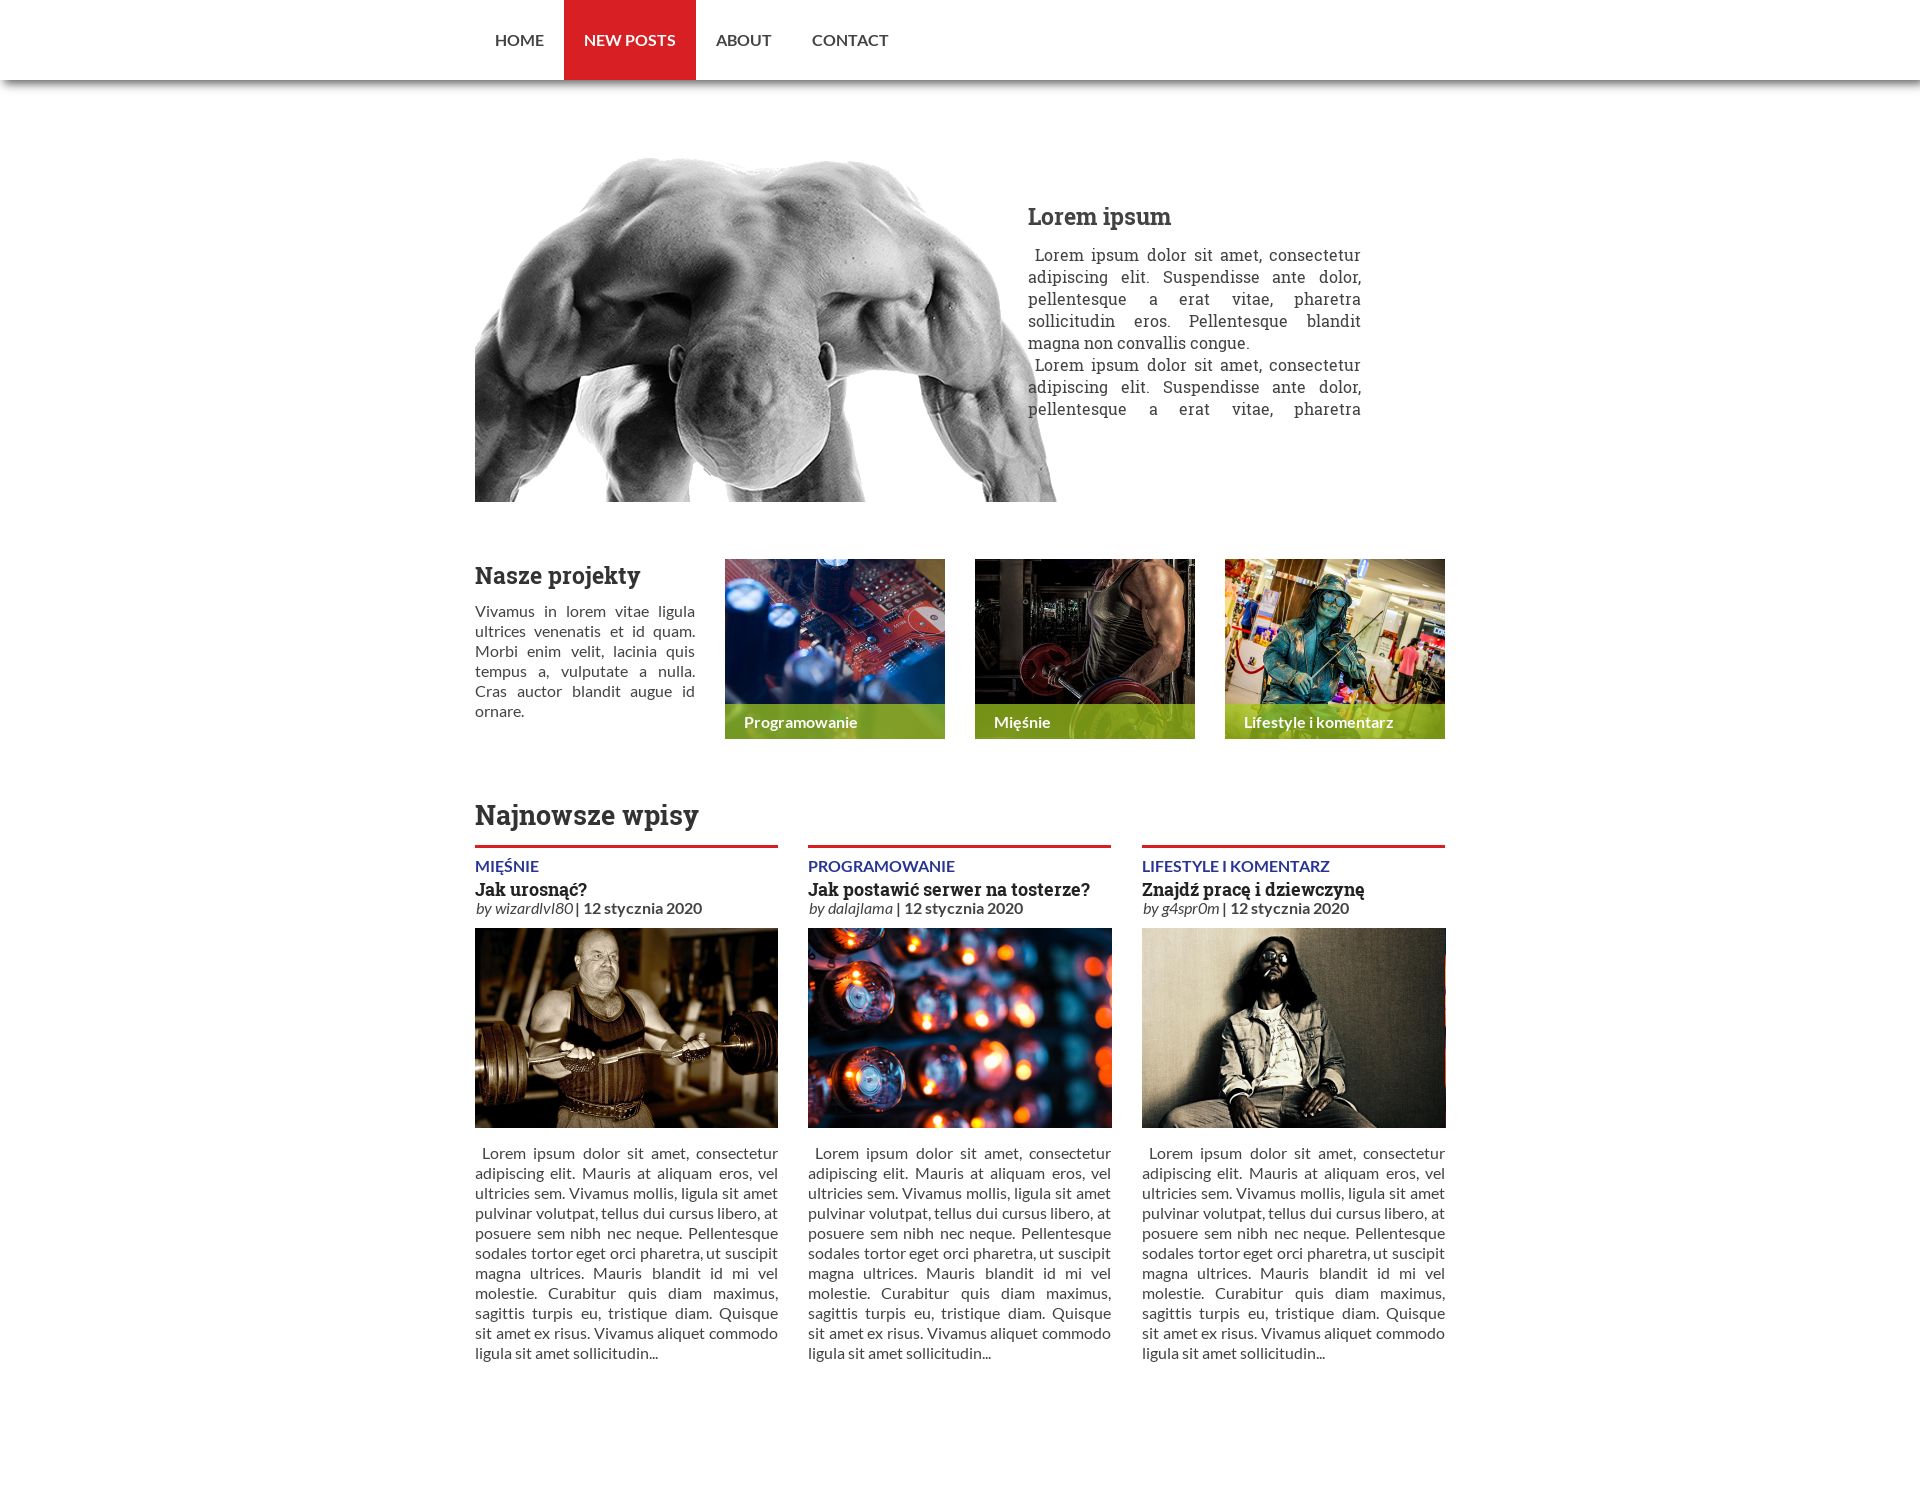 HOME NEW POSTS ABOUT CONTACT
Lorem ipsum
Lorem ipsum dolor sit amet, consectetur
adipiscing elit. Suspendisse ante dolor,
pellentesque a erat vitae, pharetra
sollicitudin eros. Pellentesque blandit
magna non convallis congue.
Lorem ipsum dolor sit amet, consectetur
adipiscing elit. Suspendisse ante dolor,
pellentesque a erat vitae, pharetra
Nasze projekty
Vivamus in lorem vitae ligula
ultrices venenatis et id quam.
Morbi enim velit, lacinia quis
tempus a, vulputate a nulla.
Cras auctor blandit augue id
ornare.
Programowanie
Mięśnie
Lifestyle i komentarz
Najnowsze wpisy
MIĘŚNIE
Jak urosnąć?
by wizardlvl80 | 12 stycznia 2020
Lorem ipsum dolor sit amet, consectetur
adipiscing elit. Mauris at aliquam eros, vel
ultricies sem. Vivamus mollis, ligula sit amet
pulvinar volutpat, tellus dui cursus libero, at
posuere sem nibh nec neque. Pellentesque
sodales tortor eget orci pharetra, ut suscipit
magna ultrices. Mauris blandit id mi vel
molestie. Curabitur quis diam maximus,
sagittis turpis eu, tristique diam. Quisque
sit amet ex risus. Vivamus aliquet commodo
ligula sit amet sollicitudin...
PROGRAMOWANIE
Jak postawić serwer na tosterze?
by dalajlama | 12 stycznia 2020
Lorem ipsum dolor sit amet, consectetur
adipiscing elit. Mauris at aliquam eros, vel
ultricies sem. Vivamus mollis, ligula sit amet
pulvinar volutpat, tellus dui cursus libero, at
posuere sem nibh nec neque. Pellentesque
sodales tortor eget orci pharetra, ut suscipit
magna ultrices. Mauris blandit id mi vel
molestie. Curabitur quis diam maximus,
sagittis turpis eu, tristique diam. Quisque
sit amet ex risus. Vivamus aliquet commodo
ligula sit amet sollicitudin...
LIFESTYLE I KOMENTARZ
Znajdź pracę i dziewczynę
by g4spr0m | 12 stycznia 2020
Lorem ipsum dolor sit amet, consectetur
adipiscing elit. Mauris at aliquam eros, vel
ultricies sem. Vivamus mollis, ligula sit amet
pulvinar volutpat, tellus dui cursus libero, at
posuere sem nibh nec neque. Pellentesque
sodales tortor eget orci pharetra, ut suscipit
magna ultrices. Mauris blandit id mi vel
molestie. Curabitur quis diam maximus,
sagittis turpis eu, tristique diam. Quisque
sit amet ex risus. Vivamus aliquet commodo
ligula sit amet sollicitudin...